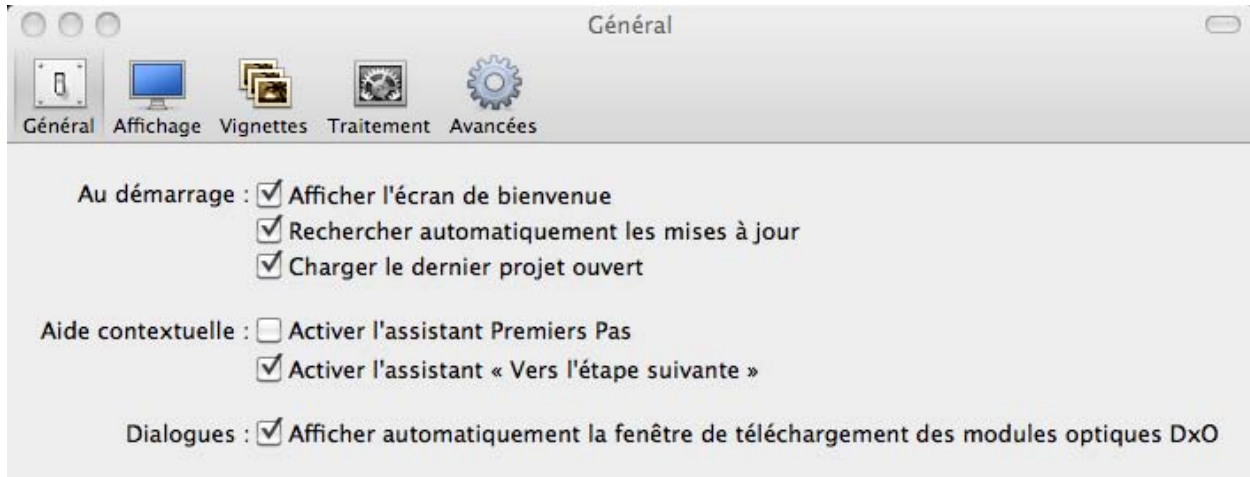 Général
Général Affichage Vignettes Traitement Avancées
Au démarrage : Afficher l'écran de bienvenue
Rechercher automatiquement les mises à jour
Charger le dernier projet ouvert
Aide contextuelle : Activer l'assistant Premiers Pas
Activer l'assistant « Vers l'étape suivante »
Dialogues : Afficher automatiquement la fenêtre de téléchargement des modules optiques DxO